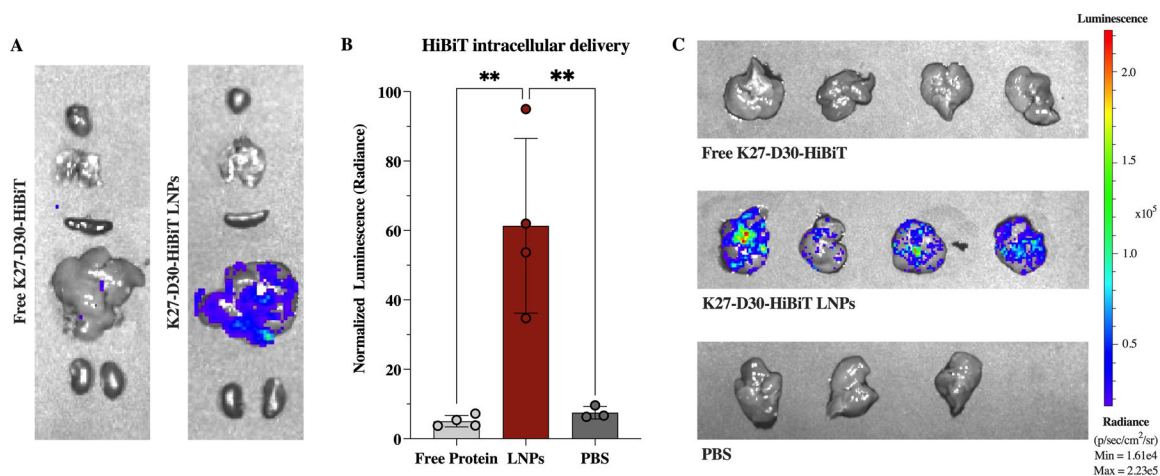 A
Free K27-D30-HiBiT
K27-D30-HiBiT LNPs
B
HiBiT intracellular delivery
** **
Normalized Luminescence (Radiance)
100
80
60
40
20
0
Free Protein LNPs PBS
C
Free K27-D30-HiBiT
K27-D30-HiBiT LNPs
PBS
Luminescence
2.0
1.5
x10⁵
1.0
0.5
Radiance
(p/sec/cm²/sr)
Min = 1.61e4
Max = 2.23e5